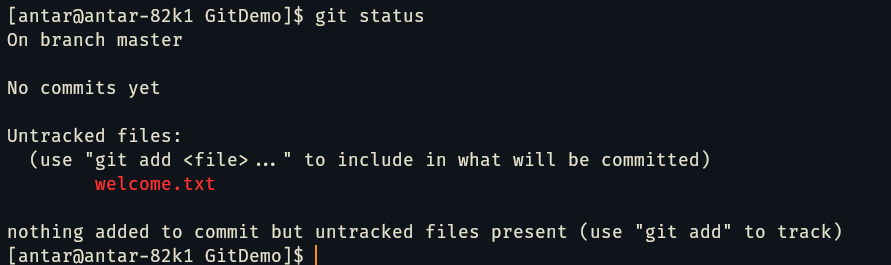 [antar@antar-82k1 GitDemo]$ git status
On branch master
No commits yet
Untracked files:
(use "git add <file>..." to include in what will be committed)
welcome.txt
nothing added to commit but untracked files present (use "git add" to track)
[antar@antar-82k1 GitDemo]$